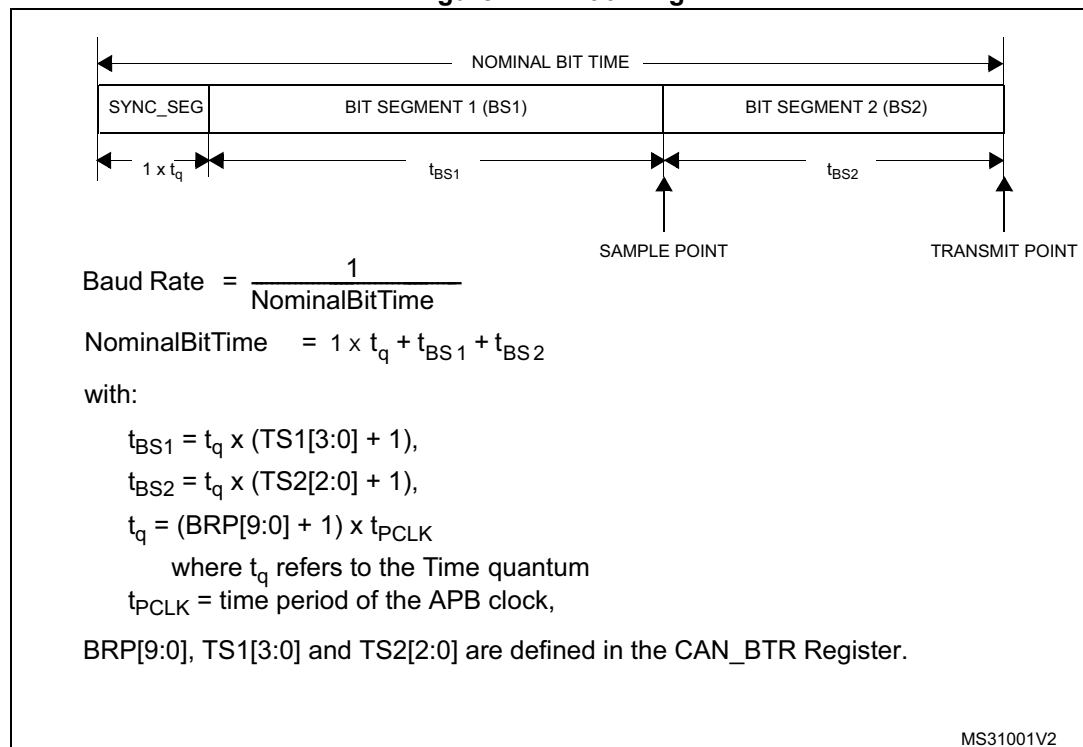 NOMINAL BIT TIME
SYNC_SEG BIT SEGMENT 1 (BS1) BIT SEGMENT 2 (BS2)
1 x tq tBS1 tBS2
SAMPLE POINT TRANSMIT POINT
Baud Rate = 1
NominalBitTime
NominalBitTime = 1 × tq + tBS1 + tBS2
with:
tBS1 = tq x (TS1[3:0] + 1),
tBS2 = tq x (TS2[2:0] + 1),
tq = (BRP[9:0] + 1) x tPCLK
where tq refers to the Time quantum
tPCLK = time period of the APB clock,
BRP[9:0], TS1[3:0] and TS2[2:0] are defined in the CAN_BTR Register.
MS31001V2